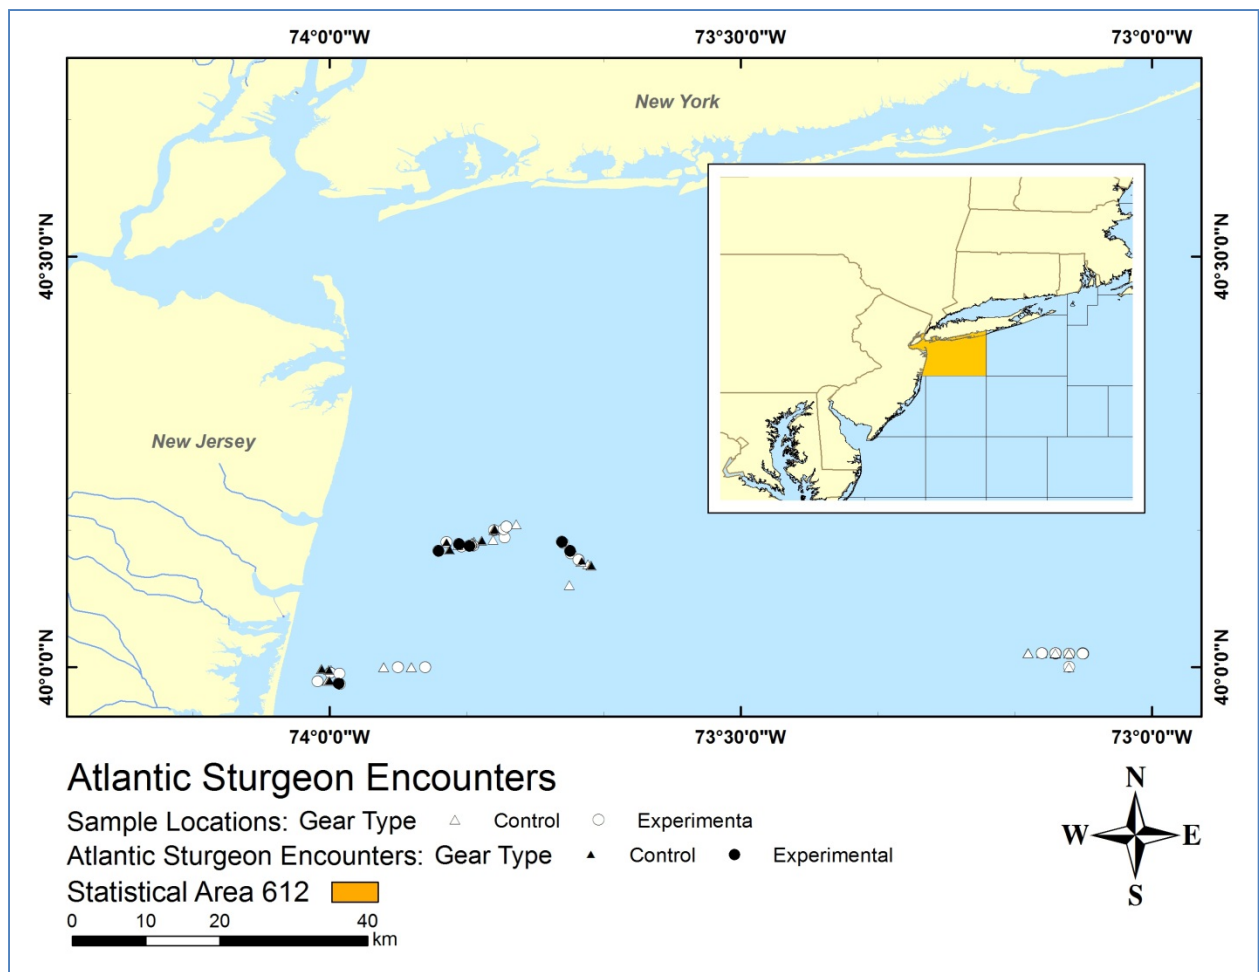 74°0'0"W 73°30'0"W 73°0'0"W
New York
40°30'0"N 40°30'0"N
New Jersey
40°0'0"N 40°0'0"N
74°0'0"W 73°30'0"W 73°0'0"W
Atlantic Sturgeon Encounters
Sample Locations: Gear Type Control Experimenta
Atlantic Sturgeon Encounters: Gear Type Control Experimental
Statistical Area 612
0 10 20 40
km
N
W E
S